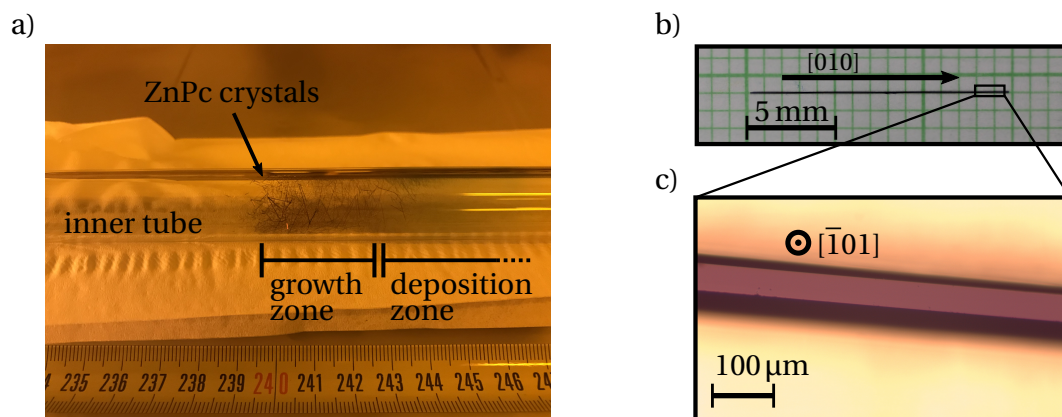 a)
ZnPc crystals
inner tube
growth
zone
deposition
zone
235 236 237 238 239 240 241 242 243 244 245 246
b)
[010]
5 mm
c)
[1̅01]
100 µm